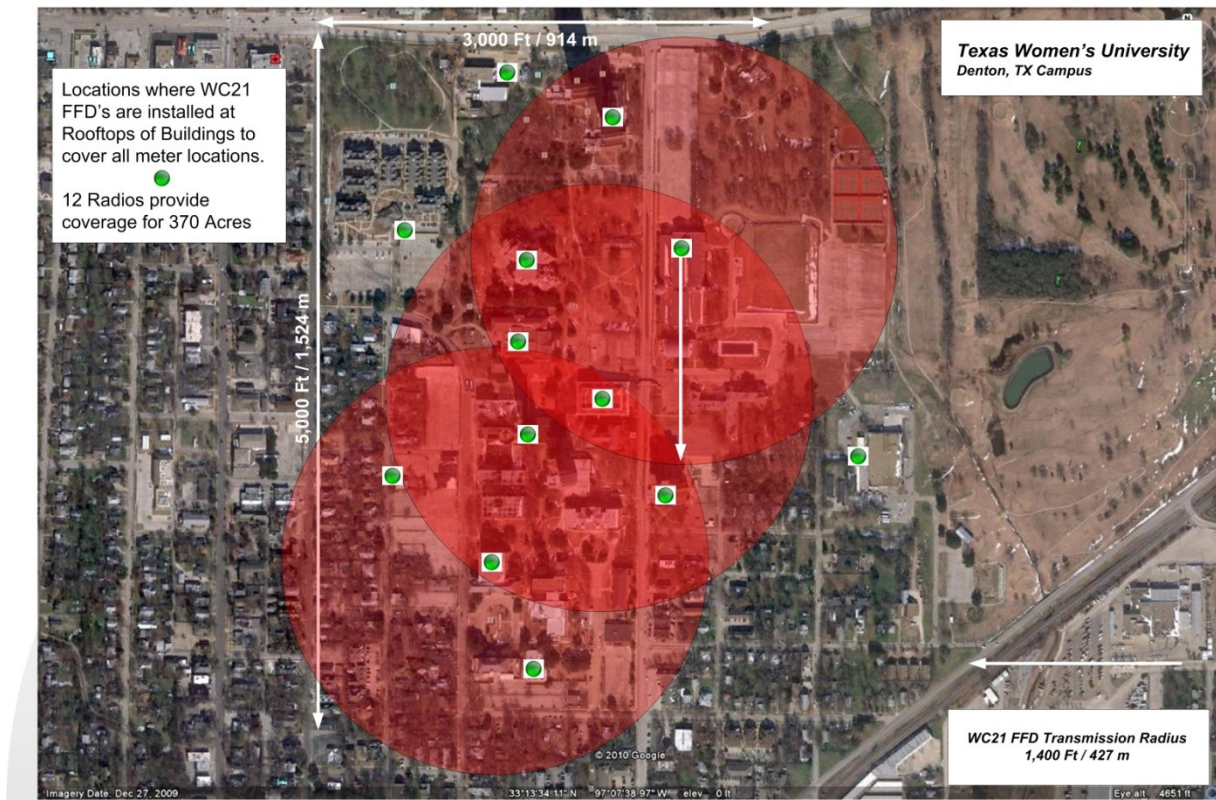 3,000 Ft / 914 m
Texas Women's University
Denton, TX Campus
Locations where WC21
FFD's are installed at
Rooftops of Buildings to
cover all meter locations.
12 Radios provide
coverage for 370 Acres
5,000 Ft / 1,524 m
WC21 FFD Transmission Radius
1,400 Ft / 427 m
© 2010 Google
Imagery Date: Dec 27, 2009
33°13'34.11" N 97°07'38.97" W elev 0 ft
Eye alt 4651 ft